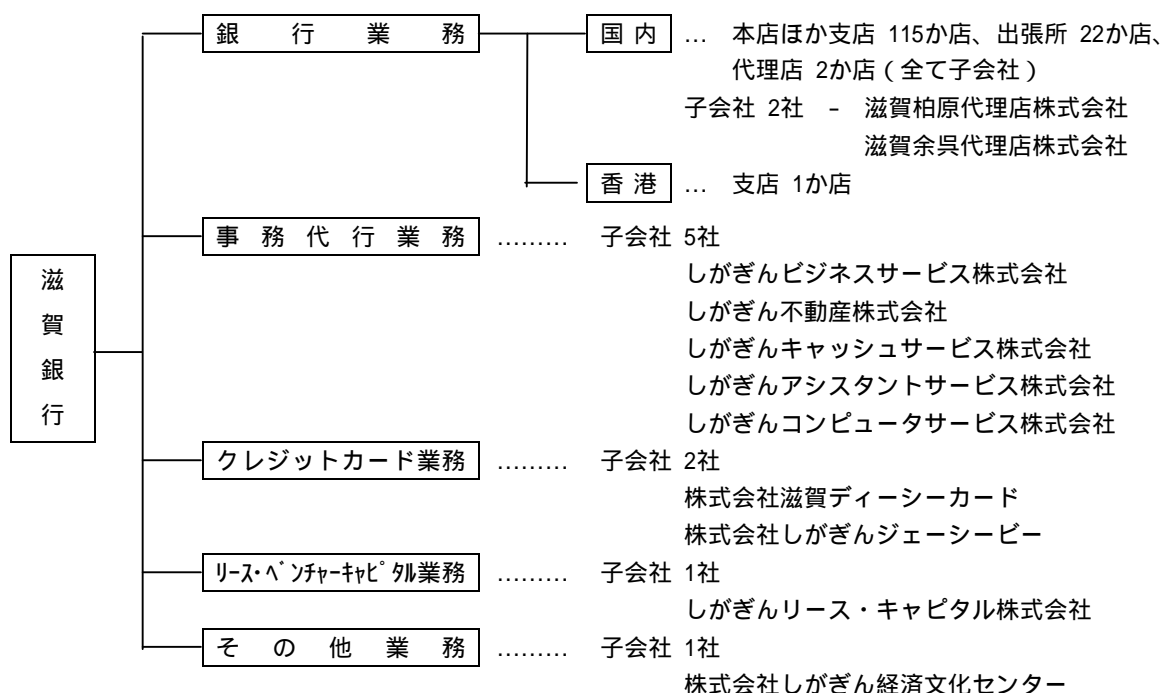 銀行業務 国内 … 本店ほか支店 115か店、出張所 22か店、
代理店 2か店(全て子会社)
子会社 2社 - 滋賀柏原代理店株式会社
滋賀余呉代理店株式会社
香港 … 支店 1か店
事務代行業務 ……… 子会社 5社
しがぎんビジネスサービス株式会社
滋賀銀行
しがぎん不動産株式会社
しがぎんキャッシュサービス株式会社
しがぎんアシスタントサービス株式会社
しがぎんコンピュータサービス株式会社
クレジットカード業務 ……… 子会社 2社
株式会社滋賀ディーシーカード
株式会社しがぎんジェーシービー
リース・ベンチャーキャピタル業務 ……… 子会社 1社
しがぎんリース・キャピタル株式会社
その他業務 ……… 子会社 1社
株式会社しがぎん経済文化センター